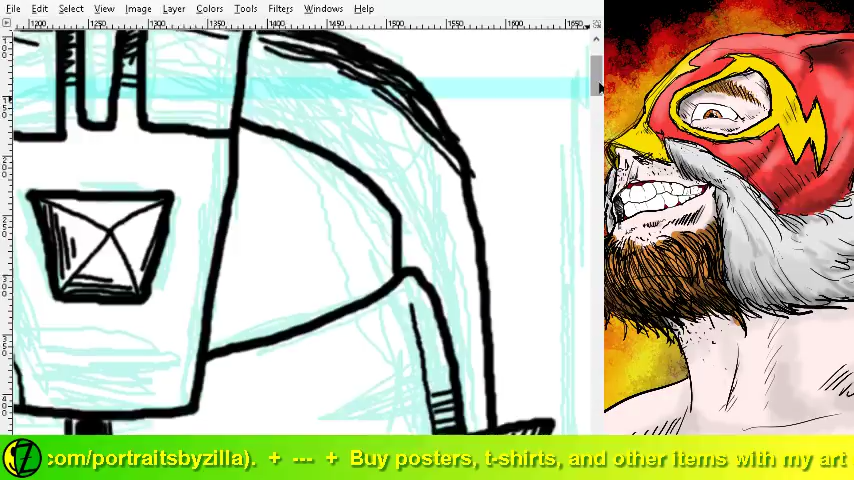 File Edit Select View Image Layer Colors Tools Filters Windows Help
1200 1250 1300 1350 1400 1450 1500 1550 1600 1650
com/portraitsbyzilla). + --- + Buy posters, t-shirts, and other items with my art